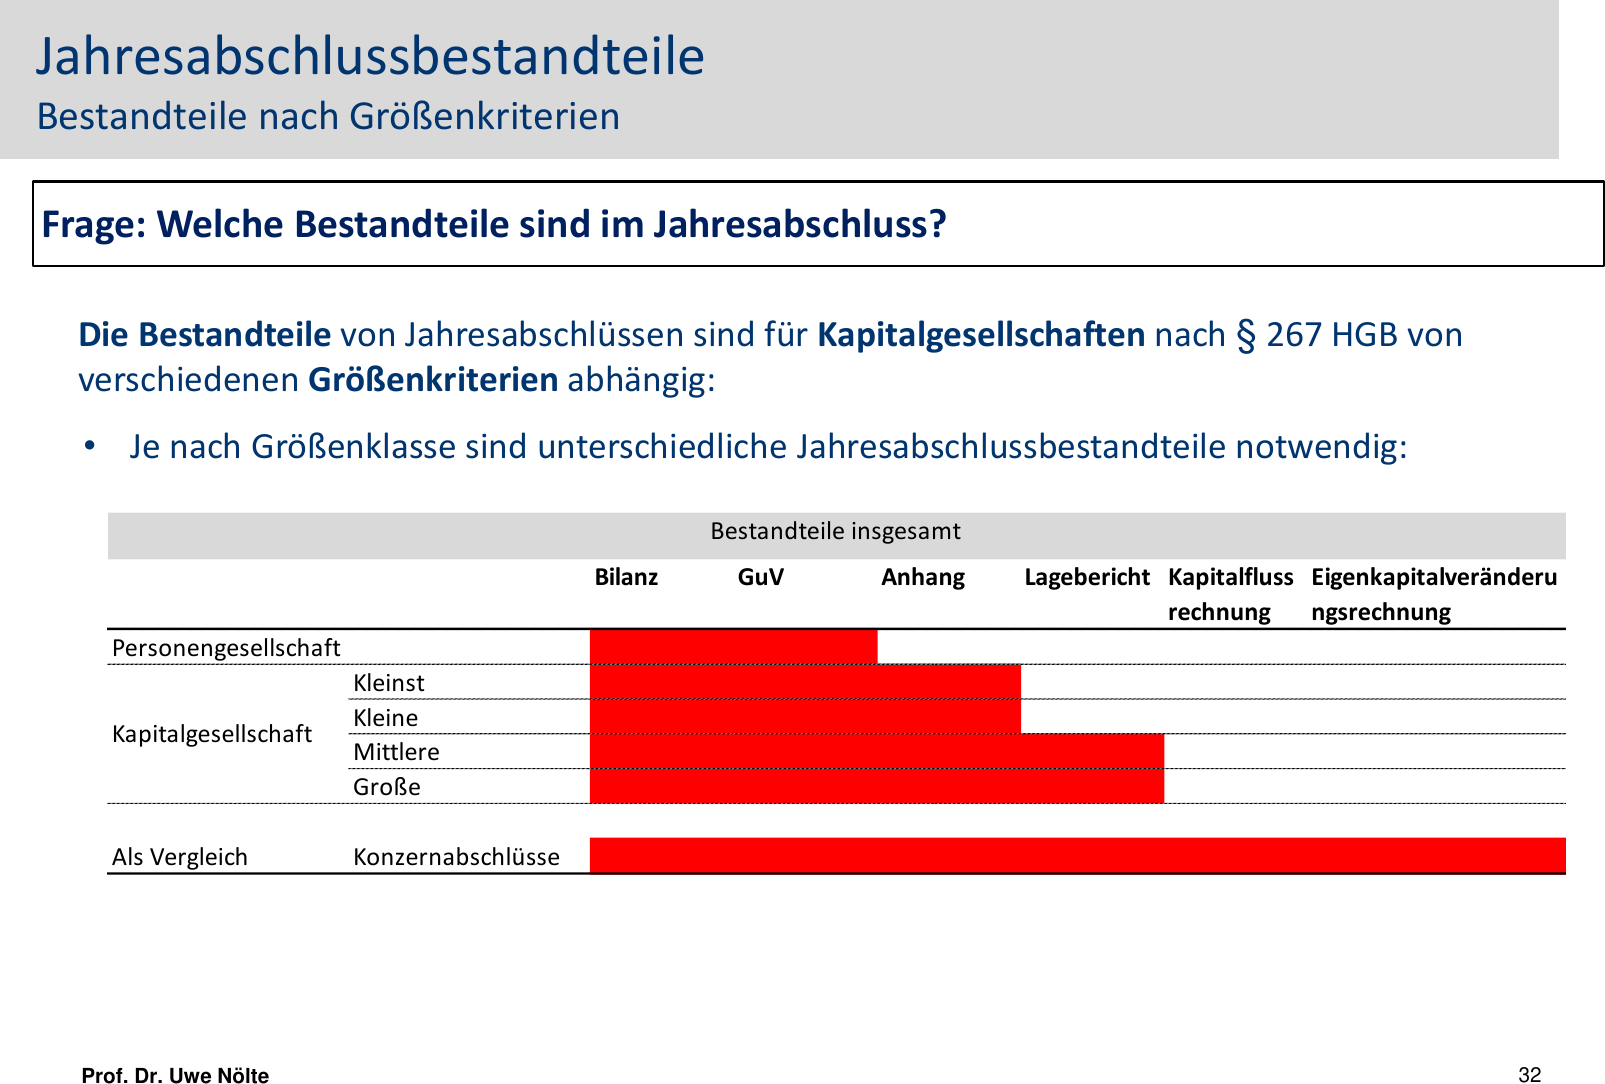 Jahresabschlussbestandteile
Bestandteile nach Größenkriterien
Frage: Welche Bestandteile sind im Jahresabschluss?
Die Bestandteile von Jahresabschlüssen sind für Kapitalgesellschaften nach § 267 HGB von
verschiedenen Größenkriterien abhängig:
• Je nach Größenklasse sind unterschiedliche Jahresabschlussbestandteile notwendig:
Bestandteile insgesamt
Bilanz GuV Anhang Lagebericht Kapitalfluss Eigenkapitalveränderu
rechnung ngsrechnung
Personengesellschaft
Kleinst
Kleine
Kapitalgesellschaft
Mittlere
Große
Als Vergleich Konzernabschlüsse
Prof. Dr. Uwe Nölte 32